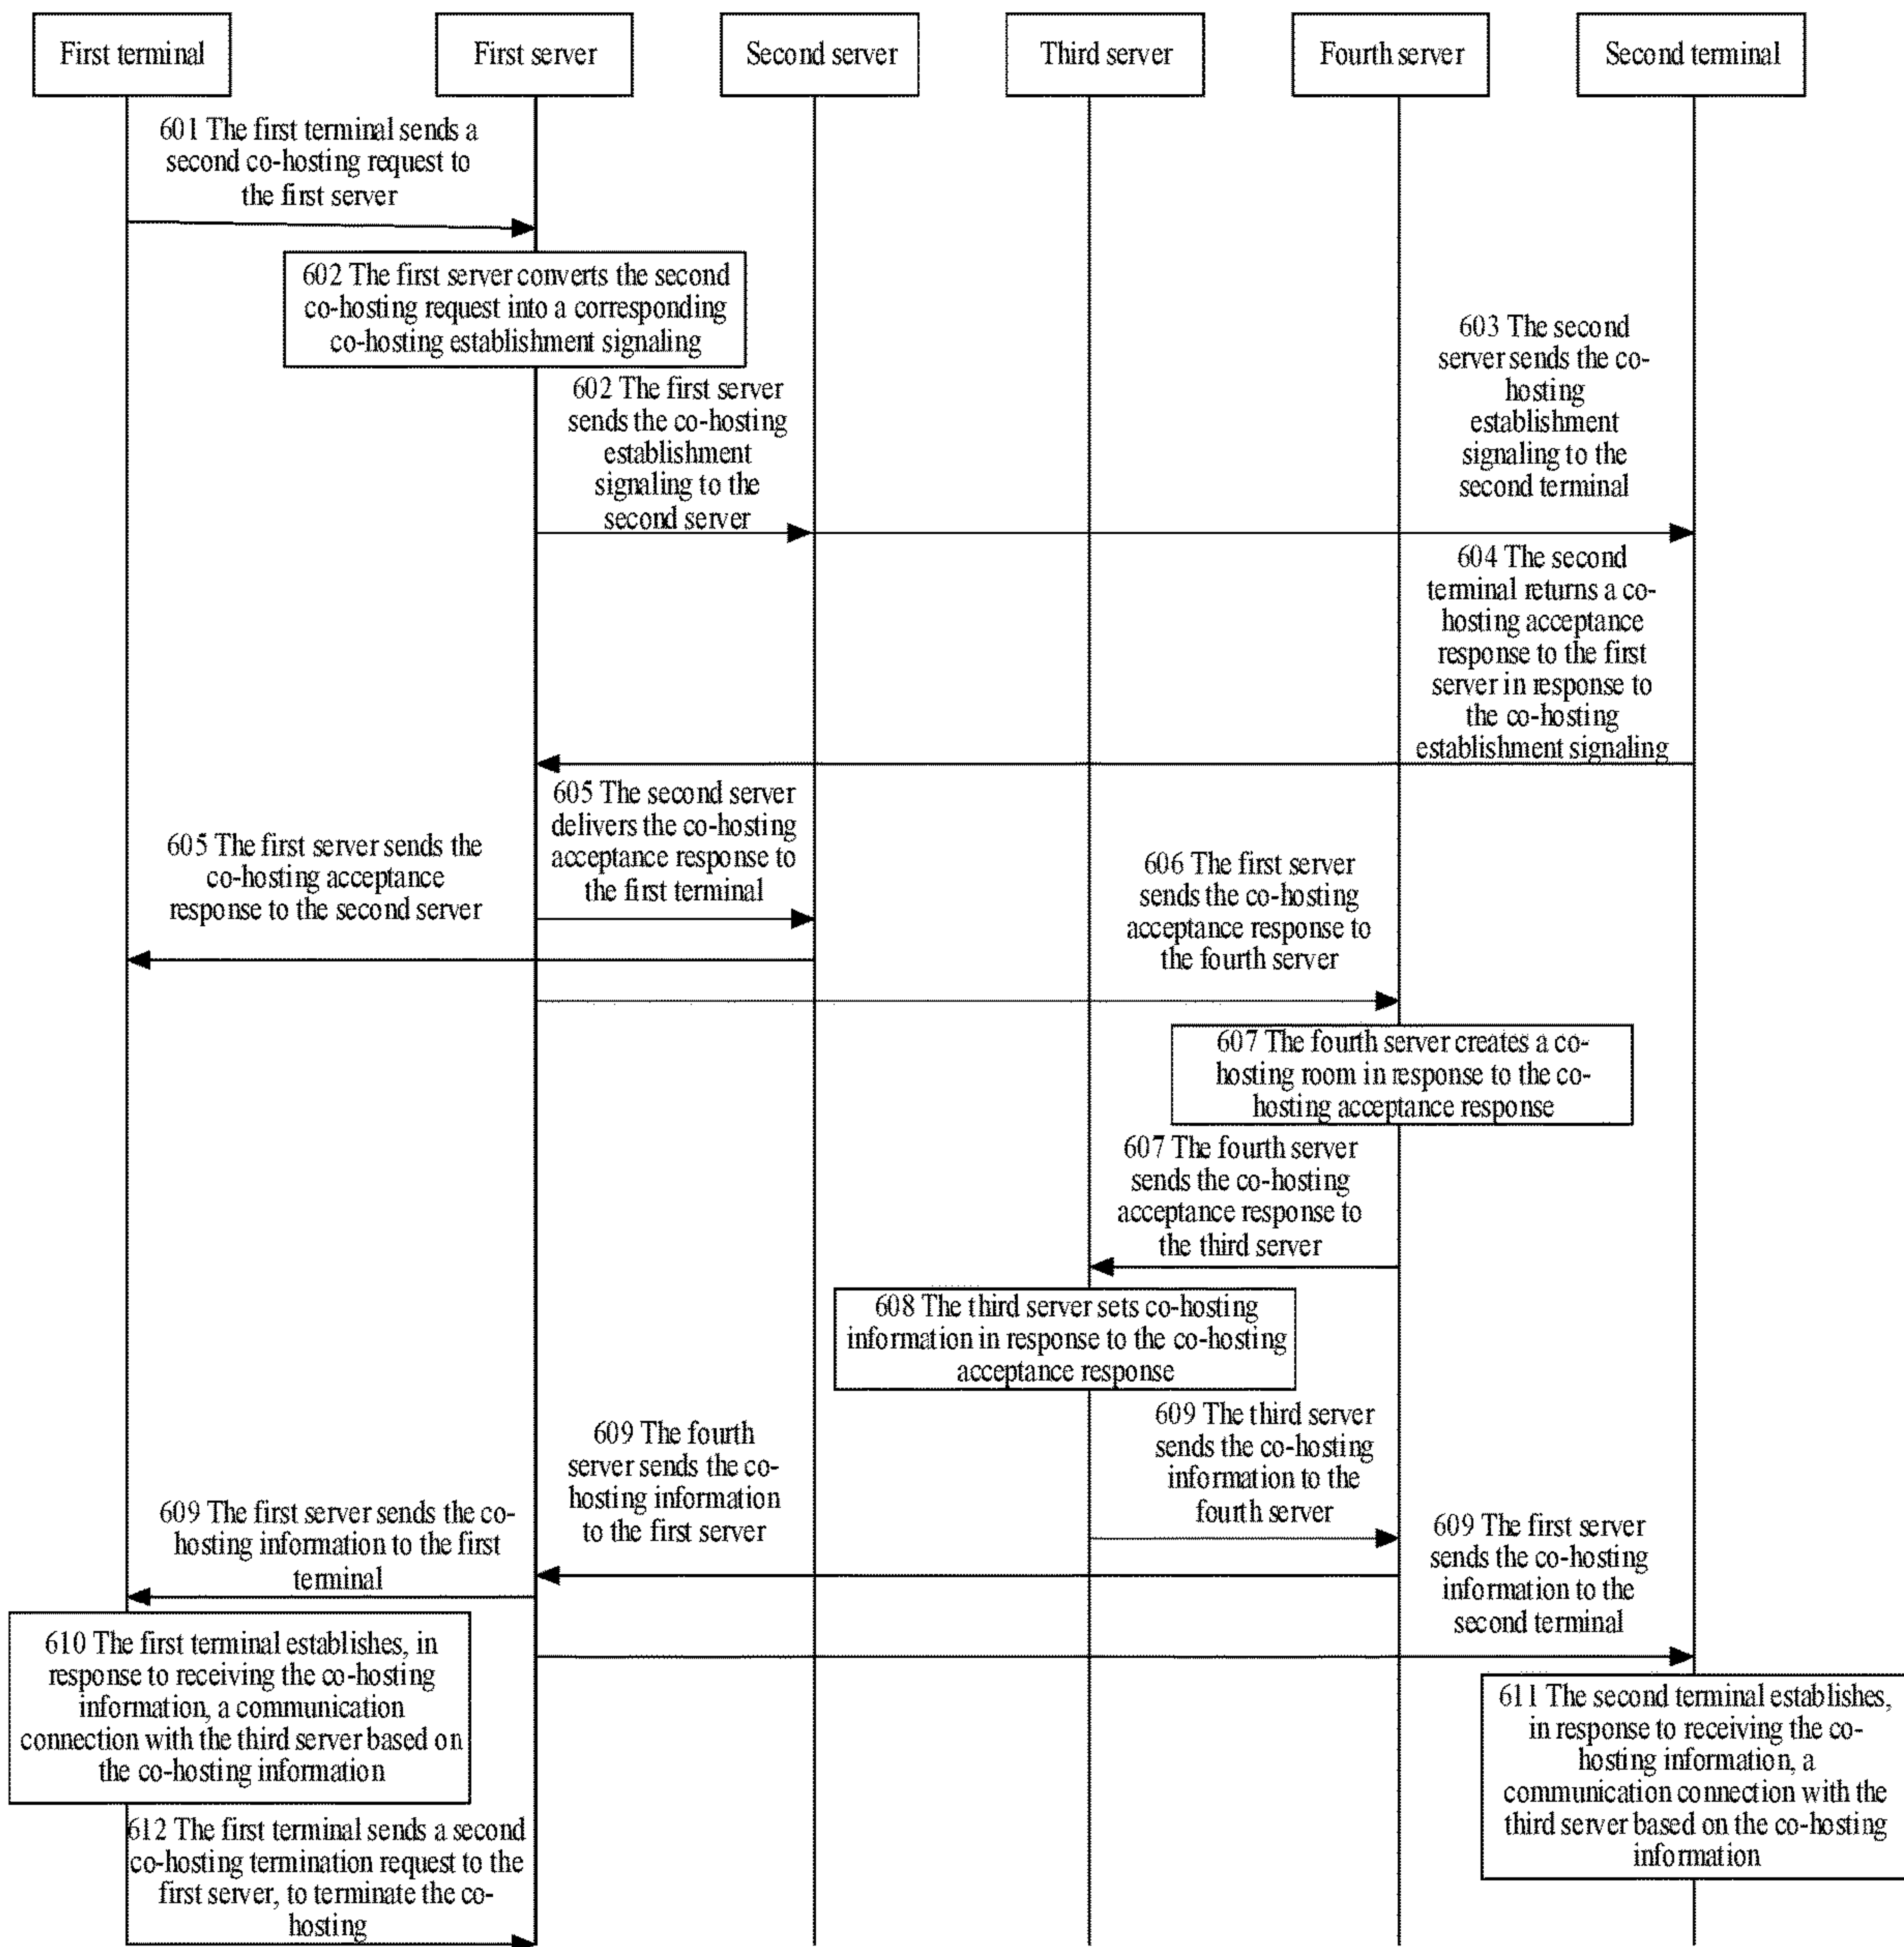 First terminal
First server
Second server
Third server
Fourth server
Second terminal
601 The first terminal sends a
second co-hosting request to
the first server
602 The first server converts the second
co-hosting request into a corresponding
co-hosting establishment signaling
602 The first server
sends the co-hosting
establishment
signaling to the
second server
603 The second
server sends the co-
hosting
establishment
signaling to the
second terminal
604 The second
terminal returns a co-
hosting acceptance
response to the first
server in response to
the co-hosting
establishment signaling
605 The second server
delivers the co-hosting
acceptance response to
the first terminal
605 The first server sends the
co-hosting acceptance
response to the second server
606 The first server
sends the co-hosting
acceptance response to
the fourth server
607 The fourth server creates a co-
hosting room in response to the co-
hosting acceptance response
607 The fourth server
sends the co-hosting
acceptance response to
the third server
608 The third server sets co-hosting
information in response to the co-hosting
acceptance response
609 The third server
sends the co-hosting
information to the
fourth server
609 The fourth
server sends the co-
hosting information
to the first server
609 The first server sends the co-
hosting information to the first
terminal
609 The first server
sends the co-hosting
information to the
second terminal
610 The first terminal establishes, in
response to receiving the co-hosting
information, a communication
connection with the third server based on
the co-hosting information
611 The second terminal establishes,
in response to receiving the co-
hosting information, a
communication connection with the
third server based on the co-hosting
information
612 The first terminal sends a second
co-hosting termination request to the
first server, to terminate the co-
hosting